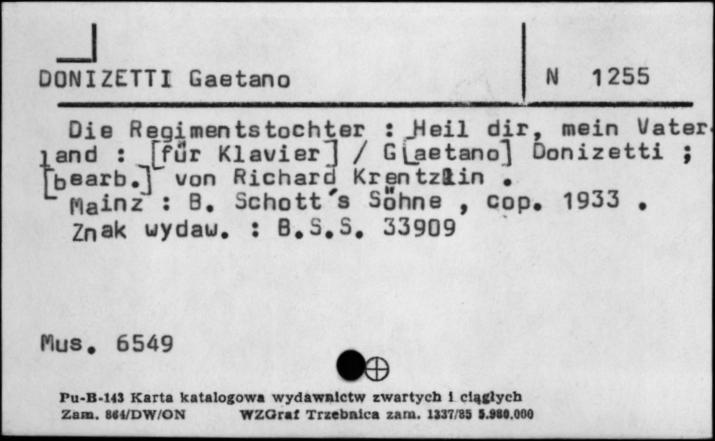 DONIZETTI Gaetano N 1255
Die Regimentstochter : Heil dir, mein Vater-
land : [für Klavier] / G[aetano] Donizetti ;
[bearb.] von Richard Krentzlin .
Mainz : B. Schott's Söhne , cop. 1933 .
Znak wydaw. : B.S.S. 33909
Mus. 6549
Pu-B-143 Karta katalogowa wydawnictw zwartych i ciągłych
Zam. 864/DW/ON WZGraf Trzebnica zam. 1337/85 5.980.000